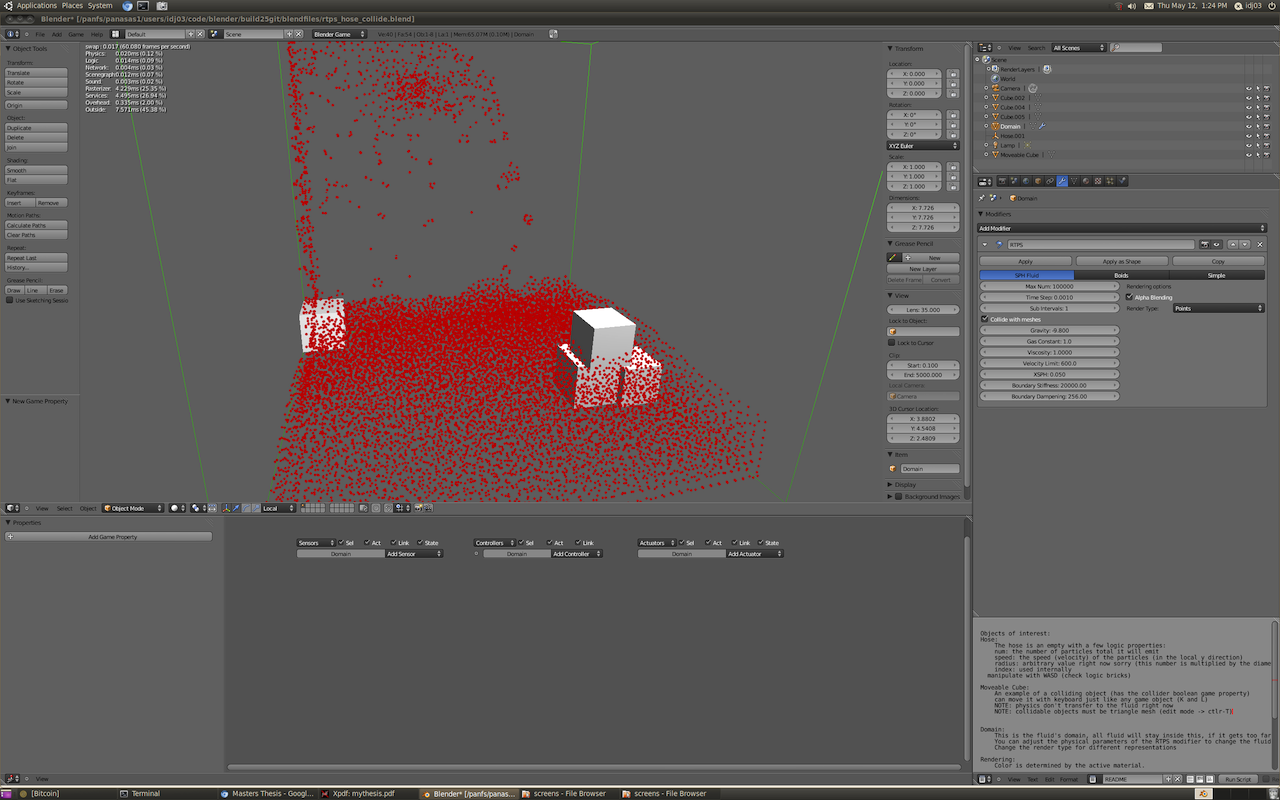 Applications Places System
Thu May 12, 1:24 PM idj03
Blender* [/panfs/panasas1/users/idj03/code/blender/build25git/blendfiles/rtps_hose_collide.blend]
File Add Game Help Default Scene Blender Game Ve:40 | Fa:54 | Ob:3-8 | La:1 | Mem:65.07M (0.10M) | Domain
swap : 0.017 (60.080 frames per second)
Physics: 0.020ms (0.12 %)
Logic: 0.014ms (0.09 %)
Network: 0.004ms (0.03 %)
Scenegraph: 0.012ms (0.07 %)
Sound: 0.003ms (0.02 %)
Rasterizer: 4.229ms (25.35 %)
Services: 4.495ms (26.94 %)
Overhead: 0.335ms (2.00 %)
Outside: 7.571ms (45.38 %)
Object Tools
Transform:
Translate
Rotate
Scale
Origin
Object:
Duplicate
Delete
Join
Shading:
Smooth
Flat
Keyframes:
Insert Remove
Motion Paths:
Calculate Paths
Clear Paths
Repeat:
Repeat Last
History...
Grease Pencil:
Draw Line Erase
Use Sketching Sessio
New Game Property
Transform
Location:
X: 0.000
Y: 0.000
Z: 0.000
Rotation:
X: 0°
Y: 0°
Z: 0°
XYZ Euler
Scale:
X: 1.000
Y: 1.000
Z: 1.000
Dimensions:
X: 7.726
Y: 7.726
Z: 7.726
Grease Pencil
New
New Layer
Delete Frame Convert
View
Lens: 35.000
Lock to Object:
Lock to Cursor
Clip:
Start: 0.100
End: 5000.000
Local Camera:
Camera
3D Cursor Location:
X: 3.8802
Y: 4.5408
Z: 2.4809
Item
Domain
Display
Background Images
View Search All Scenes
Scene
RenderLayers
World
Camera
Cube.002
Cube.004
Cube.005
Domain
Hose.001
Lamp
Moveable Cube
Domain
Modifiers
Add Modifier
RTPS
Apply Apply as Shape Copy
SPH Fluid Boids Simple
Max Num: 100000 Rendering options
Time Step: 0.0010 Alpha Blending
Sub Intervals: 1 Render Type: Points
Collide with meshes
Gravity: -9.800
Gas Constant: 1.0
Viscosity: 1.0000
Velocity Limit: 600.0
XSPH: 0.050
Boundary Stiffness: 20000.00
Boundary Dampening: 256.00
View Select Object Object Mode Local
Properties
Add Game Property
Sensors Sel Act Link State Controllers Sel Act Link Actuators Sel Act Link State
Domain Add Sensor Domain Add Controller Domain Add Actuator
View
Objects of interest:
Hose:
The hose is an empty with a few logic properties:
num: the number of particles total it will emit
speed: the speed (velocity) of the particles (in the local y direction)
radius: arbitrary value right now sorry (this number is multiplied by the diame
index: used internally
manipulate with WASD (check logic bricks)
Moveable Cube:
An example of a colliding object (has the collider boolean game property)
can move it with keyboard just like any game object (K and L)
NOTE: physics don't transfer to the fluid right now
NOTE: collidable objects must be triangle mesh (edit mode -> ctlr-T)
Domain:
This is the fluid's domain, all fluid will stay inside this, if it gets too far
You can adjust the physical parameters of the RTPS modifier to change the fluid
Change the render type for different representations
Rendering:
Color is determined by the active material.
View Text Edit Format README Run Script
[Bitcoin] Terminal Masters Thesis - Googl... Xpdf: mythesis.pdf Blender* [/panfs/panas... screens - File Browser screens - File Browser